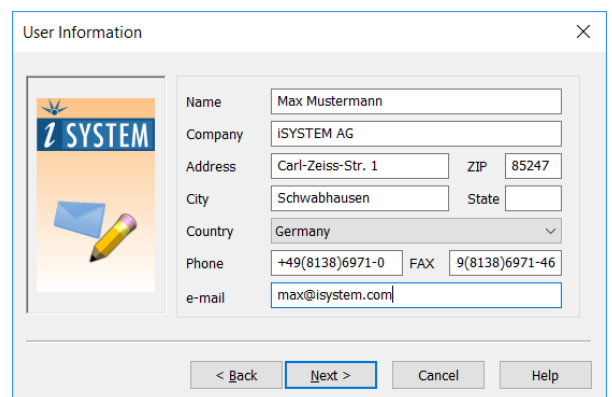 User Information
iSYSTEM
Name Max Mustermann
Company iSYSTEM AG
Address Carl-Zeiss-Str. 1 ZIP 85247
City Schwabhausen State
Country Germany
Phone +49(8138)6971-0 FAX 9(8138)6971-46
e-mail max@isystem.com
< Back Next > Cancel Help